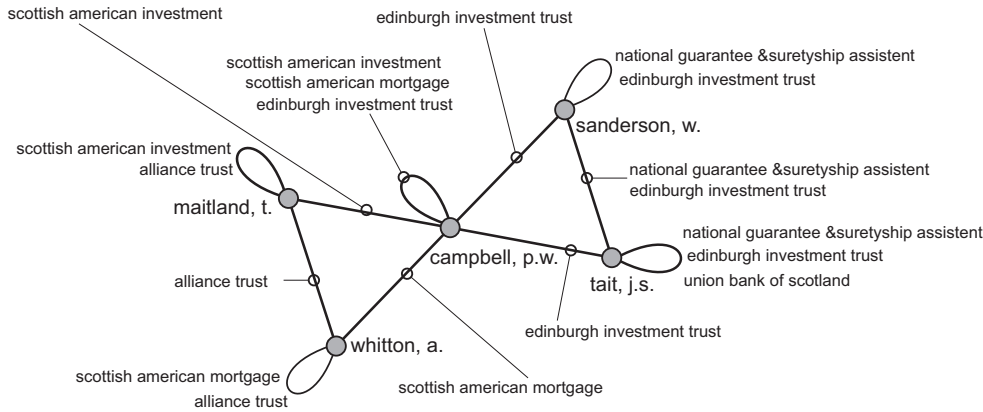 scottish american investment
edinburgh investment trust
scottish american investment
scottish american mortgage
edinburgh investment trust
national guarantee &suretyship assistent
edinburgh investment trust
sanderson, w.
scottish american investment
alliance trust
maitland, t.
national guarantee &suretyship assistent
edinburgh investment trust
campbell, p.w.
national guarantee &suretyship assistent
edinburgh investment trust
union bank of scotland
tait, j.s.
alliance trust
edinburgh investment trust
whitton, a.
scottish american mortgage
alliance trust
scottish american mortgage